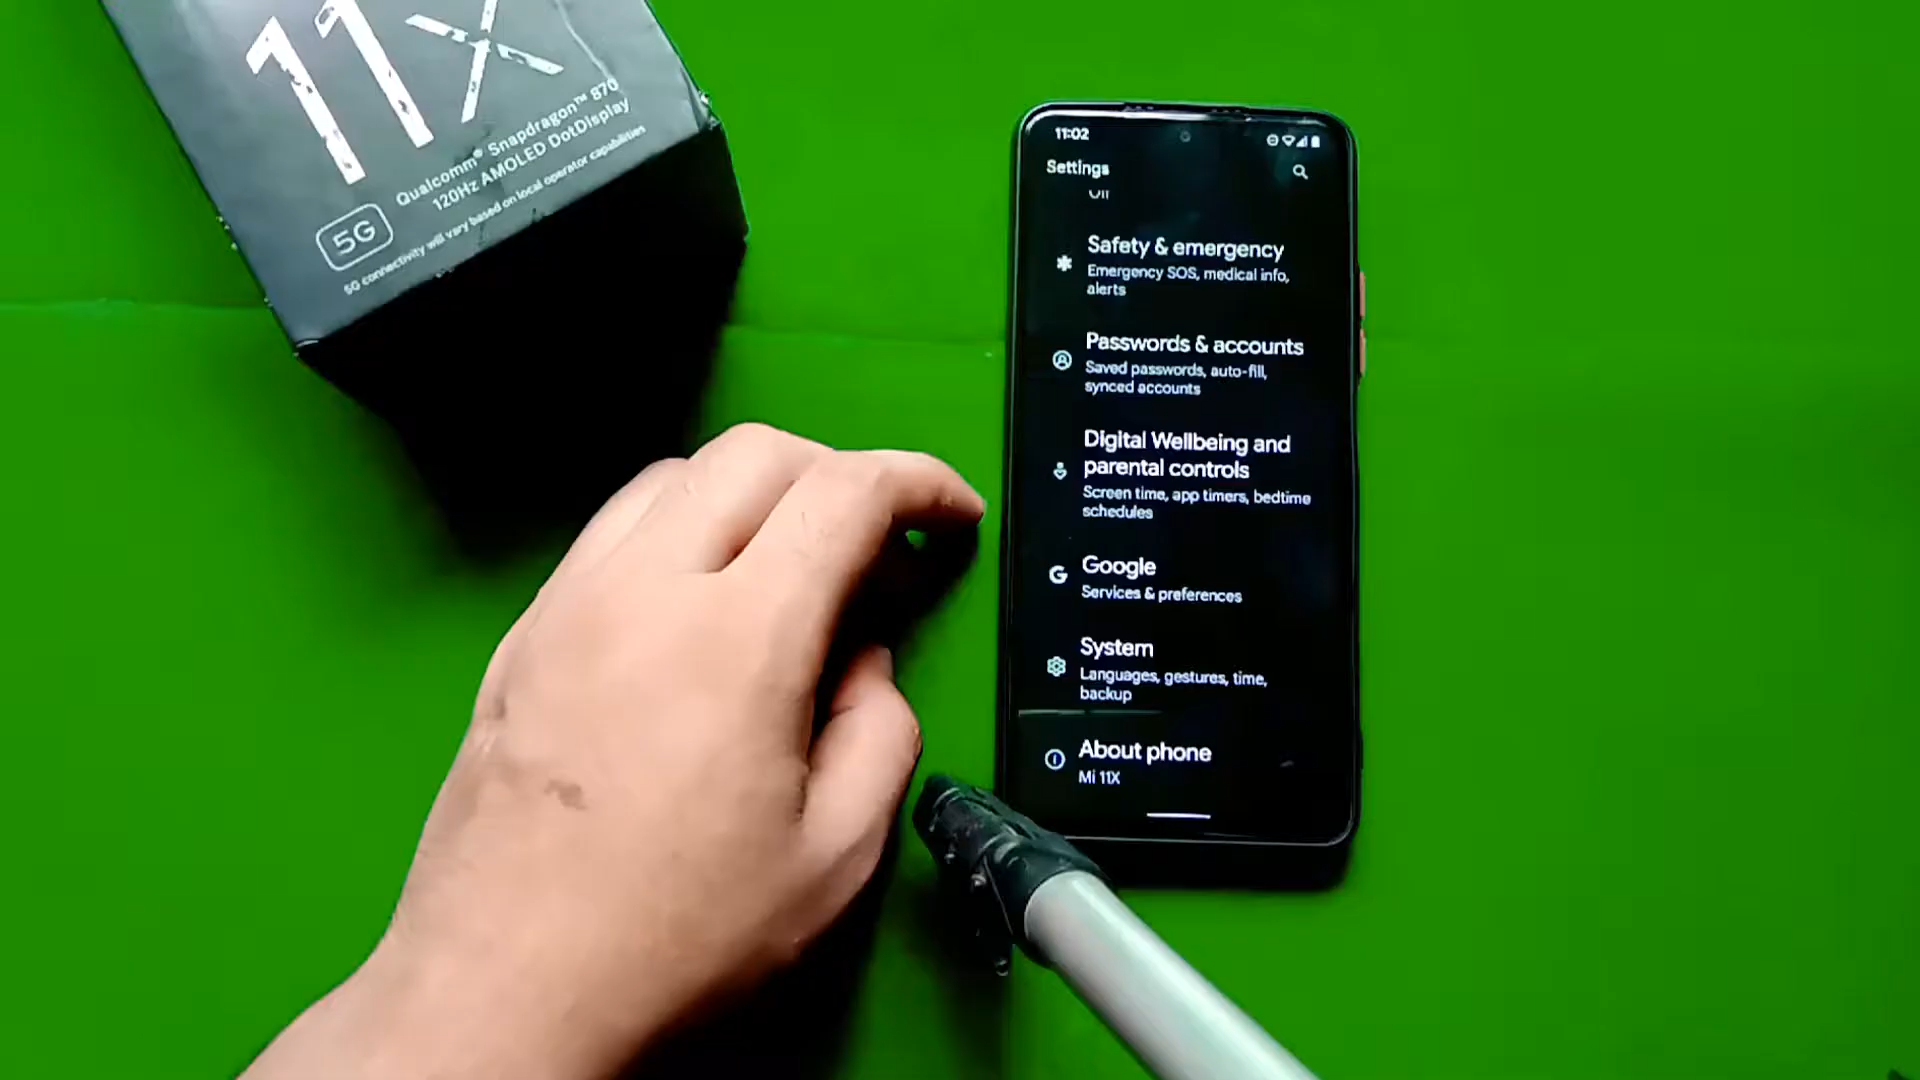 11X
Qualcomm® Snapdragon™ 870
120Hz AMOLED DotDisplay
5G
5G connectivity will vary based on local operator capabilities
11:02
Settings
Off
Safety & emergency
Emergency SOS, medical info,
alerts
Passwords & accounts
Saved passwords, auto-fill,
synced accounts
Digital Wellbeing and
parental controls
Screen time, app timers, bedtime
schedules
Google
Services & preferences
System
Languages, gestures, time,
backup
About phone
Mi 11X